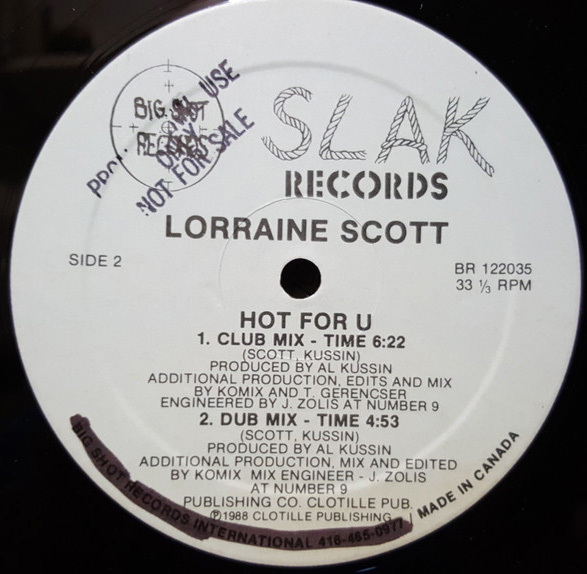 BIG SHOT
RECORDS
PROMOTIONAL USE
ONLY
NOT FOR SALE
SLAK
RECORDS
LORRAINE SCOTT
SIDE 2
BR 122035
33 ⅓ RPM
HOT FOR U
1. CLUB MIX - TIME 6:22
(SCOTT, KUSSIN)
PRODUCED BY AL KUSSIN
ADDITIONAL PRODUCTION, EDITS AND MIX
BY KOMIX AND T. GERENCSER
ENGINEERED BY J. ZOLIS AT NUMBER 9
2. DUB MIX - TIME 4:53
(SCOTT, KUSSIN)
PRODUCED BY AL KUSSIN
ADDITIONAL PRODUCTION, MIX AND EDITED
BY KOMIX MIX ENGINEER - J. ZOLIS
AT NUMBER 9
PUBLISHING CO. CLOTILLE PUB.
Ⓟ1988 CLOTILLE PUBLISHING
BIG SHOT RECORDS INTERNATIONAL 416-465-0977
MADE IN CANADA